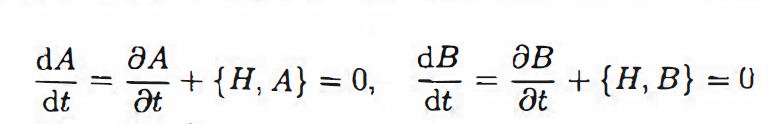 dA/dt = ∂A/∂t + {H, A} = 0, dB/dt = ∂B/∂t + {H, B} = 0